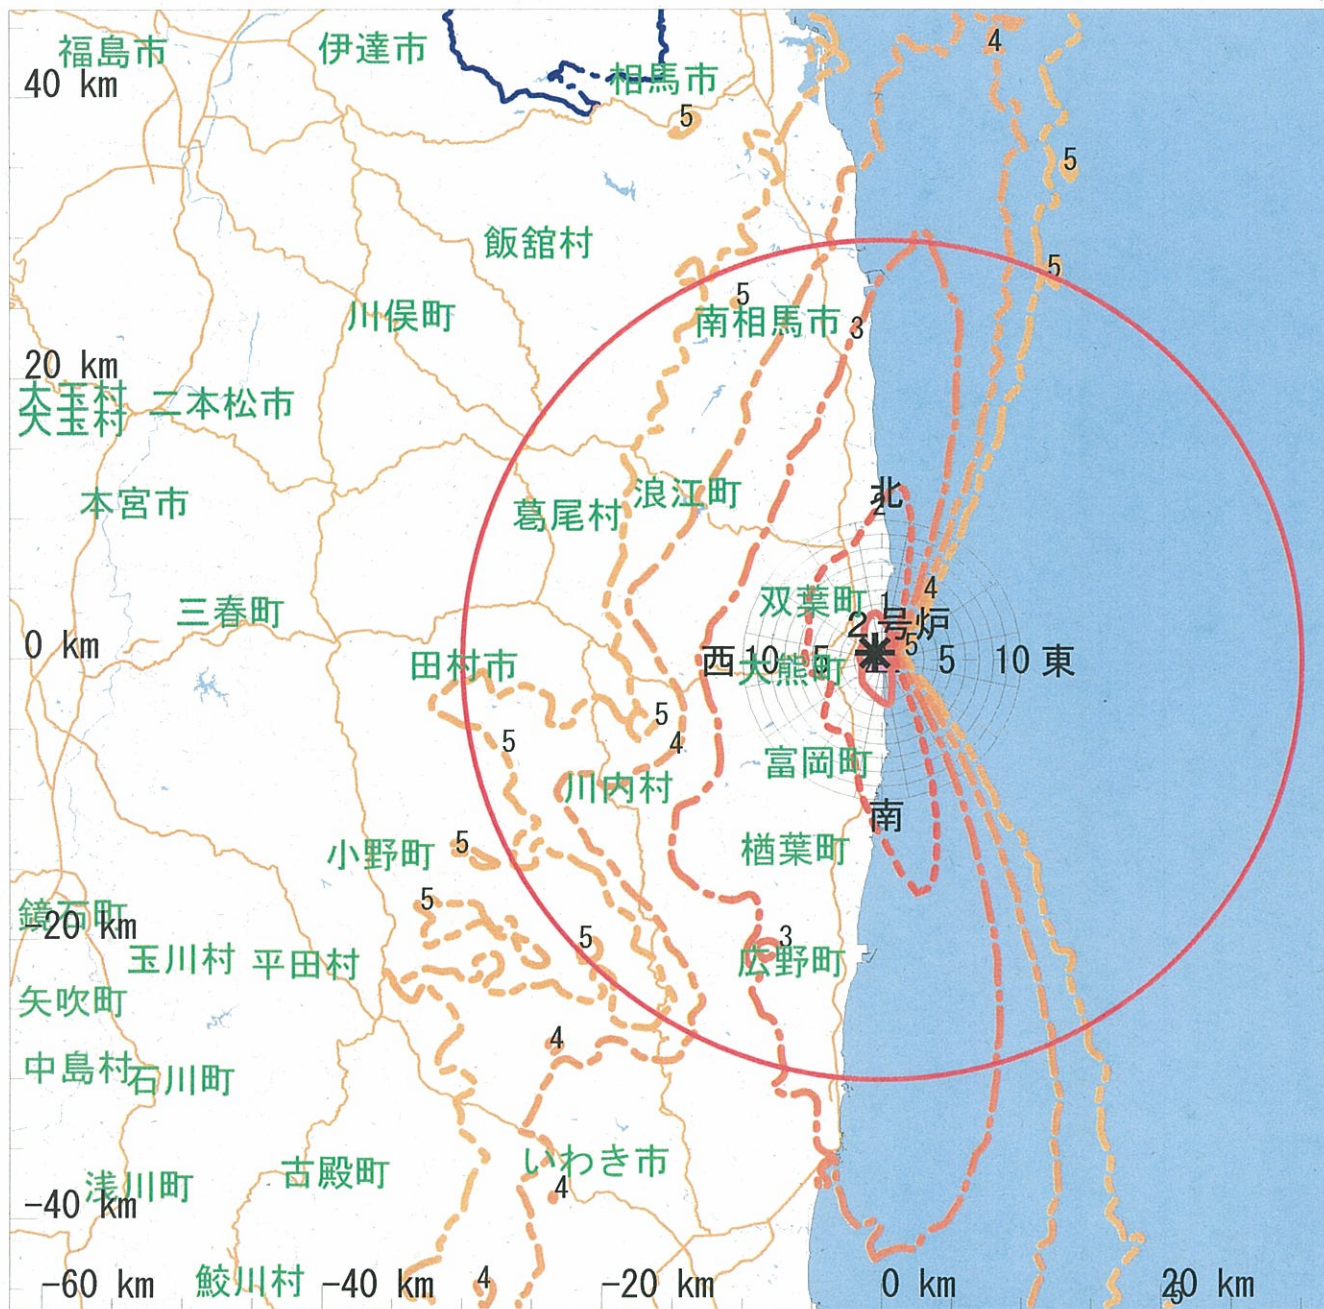 福島市 伊達市
相馬市
40 km
5
4
5
飯舘村
5
5
川俣町 南相馬市 3
20 km
大玉村
大玉村 二本松市
本宮市
葛尾村 浪江町
北
2
4
双葉町 1
三春町
2号炉
0 km
5
田村市 西 10 5 大熊町 5 10 東
5 4
5
富岡町
川内村
南
小野町 5 楢葉町
5
鏡石町
-20 km
5 3
玉川村 平田村 広野町
矢吹町
4
中島村 石川町
いわき市
浅川町 古殿町
4
-40 km
鮫川村 4
-60 km -40 km -20 km 0 km 20 km
5